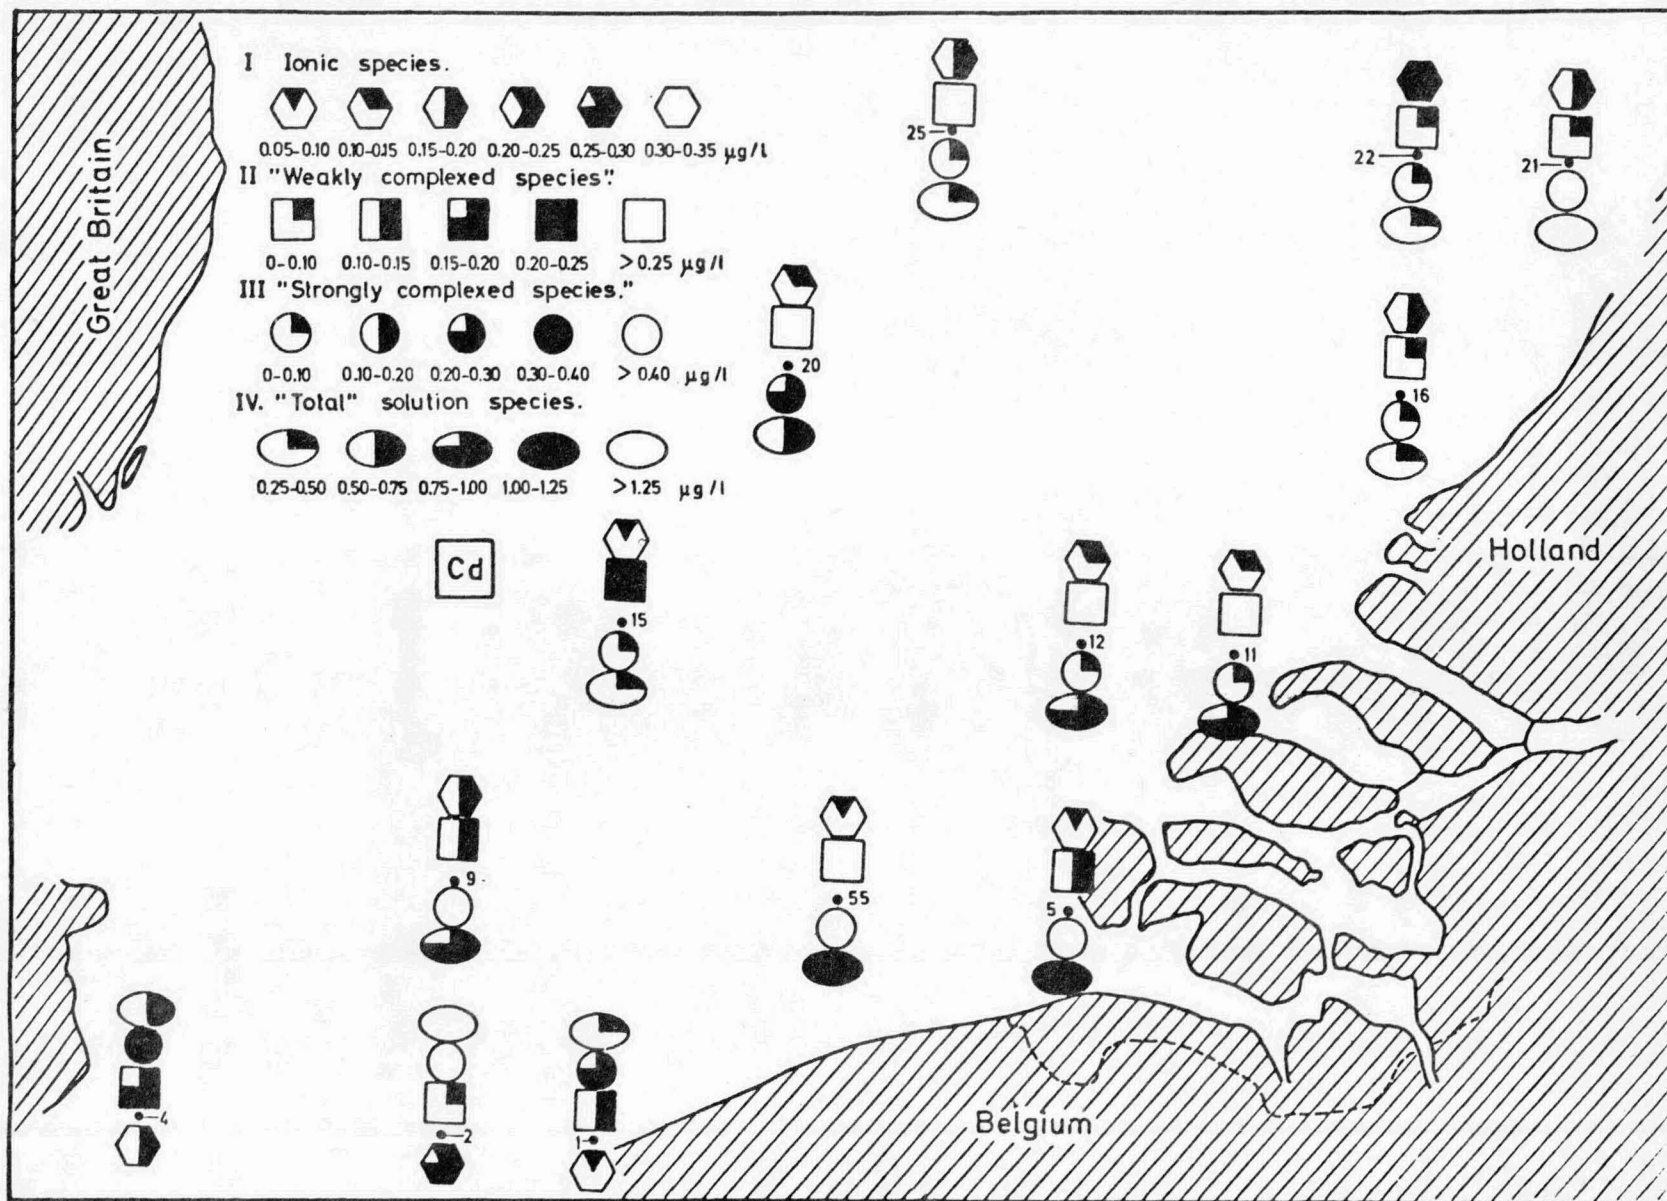 I Ionic species.
0.05-0.10 0.10-0.15 0.15-0.20 0.20-0.25 0.25-0.30 0.30-0.35 µg/l
II "Weakly complexed species":
0-0.10 0.10-0.15 0.15-0.20 0.20-0.25 >0.25 µg/l
III "Strongly complexed species."
0-0.10 0.10-0.20 0.20-0.30 0.30-0.40 >0.40 µg/l
IV. "Total" solution species.
0.25-0.50 0.50-0.75 0.75-1.00 1.00-1.25 >1.25 µg/l
Great Britain
25
22
21
20
16
Holland
Cd
15
12
11
9
55
5
4
2
1
Belgium